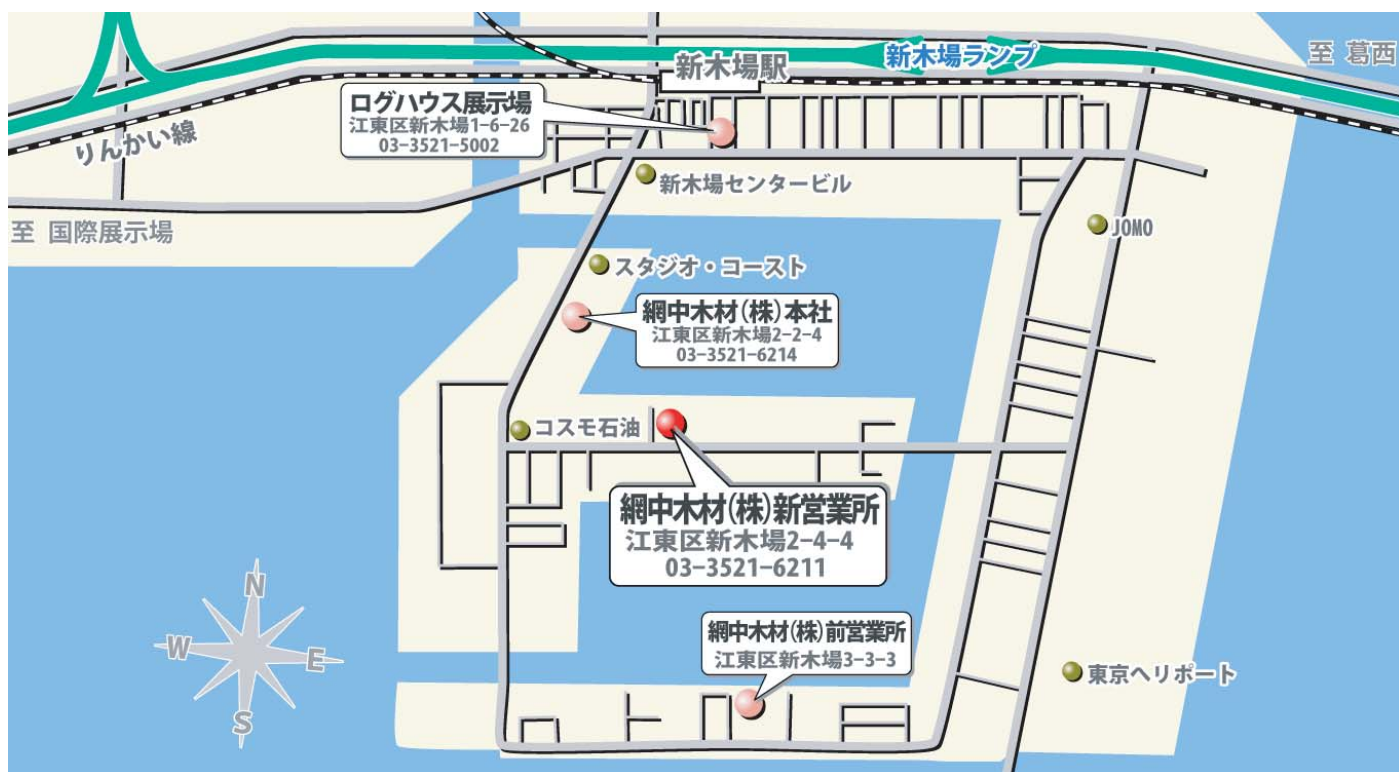 新木場駅
新木場ランプ
至 葛西
ログハウス展示場
江東区新木場1-6-26
03-3521-5002
りんかい線
新木場センタービル
至 国際展示場
JOMO
スタジオ・コースト
網中木材(株)本社
江東区新木場2-2-4
03-3521-6214
コスモ石油
網中木材(株)新営業所
江東区新木場2-4-4
03-3521-6211
N
W
E
S
網中木材(株)前営業所
江東区新木場3-3-3
東京ヘリポート